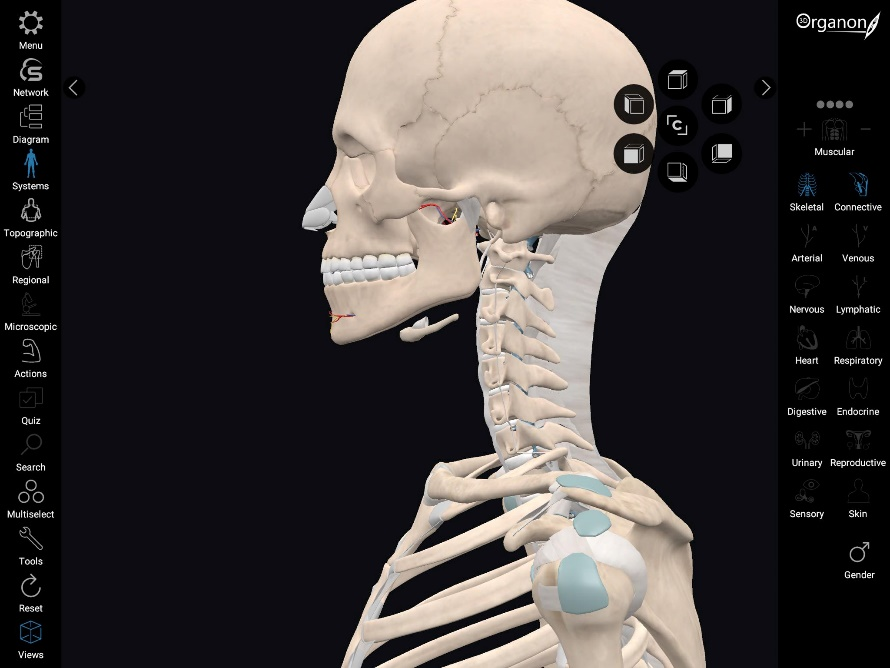 Menu
Network
Diagram
Systems
Topographic
Regional
Microscopic
Actions
Quiz
Search
Multiselect
Tools
Reset
Views
C
3D Organon
Muscular
Skeletal Connective
Arterial Venous
Nervous Lymphatic
Heart Respiratory
Digestive Endocrine
Urinary Reproductive
Sensory Skin
Gender